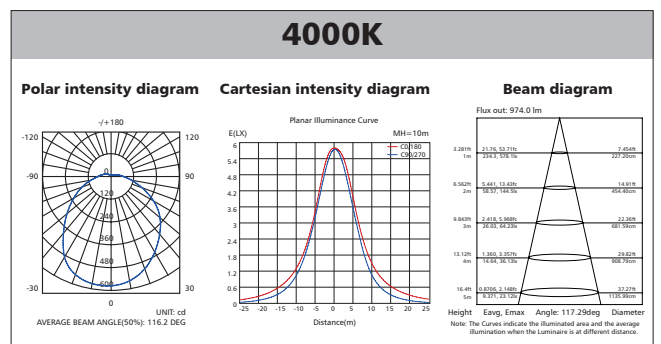 4000K
Polar intensity diagram
Cartesian intensity diagram
Beam diagram
-/+180
-120
120
-90
90
-30
30
0
0
120
240
360
480
600
UNIT: cd
AVERAGE BEAM ANGLE(50%): 116.2 DEG
Planar Illuminance Curve
E(LX)
MH=10m
C0/180
C90/270
6
5.4
4.8
4.2
3.6
3
2.4
1.8
1.2
0.6
-25 -20 -15 -10 -5 0 5 10 15 20 25
Distance(m)
Flux out: 974.0 lm
3.281ft 21.76, 53.71fc 7.454ft
1m 234.3, 578.1lx 227.20cm
6.562ft 5.441, 13.43fc 14.91ft
2m 58.57, 144.5lx 454.40cm
9.842ft 2.418, 5.968fc 22.36ft
3m 26.03, 64.23lx 681.59cm
13.12ft 1.360, 3.357fc 29.82ft
4m 14.64, 36.13lx 908.79cm
16.4ft 0.8706, 2.148fc 37.27ft
5m 9.371, 23.12lx 1135.99cm
Height Eavg, Emax Angle: 117.29deg Diameter
Note: The Curves indicate the illuminated area and the average
illumination when the Luminaire is at different distance.